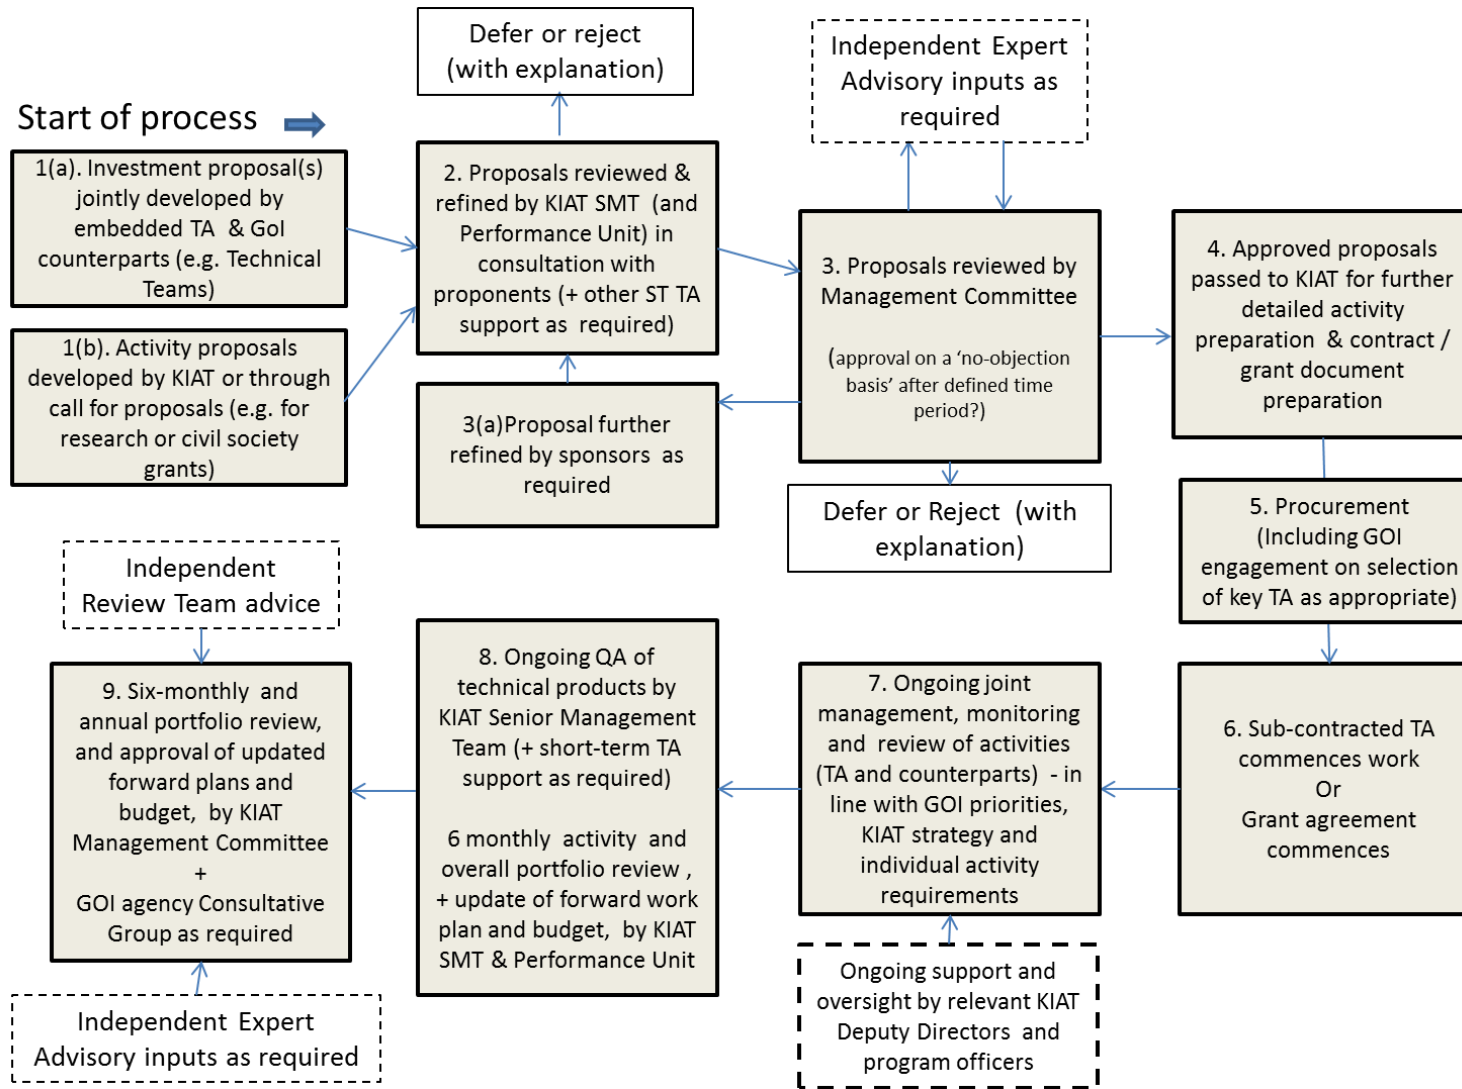 Start of process
1(a). Investment proposal(s)
jointly developed by
embedded TA & GoI
counterparts (e.g. Technical
Teams)
1(b). Activity proposals
developed by KIAT or through
call for proposals (e.g. for
research or civil society
grants)
Defer or reject
(with explanation)
2. Proposals reviewed &
refined by KIAT SMT (and
Performance Unit) in
consultation with
proponents (+ other ST TA
support as required)
3(a)Proposal further
refined by sponsors as
required
Independent Expert
Advisory inputs as
required
3. Proposals reviewed by
Management Committee
(approval on a ‘no-objection
basis’ after defined time
period?)
Defer or Reject (with
explanation)
4. Approved proposals
passed to KIAT for further
detailed activity
preparation & contract /
grant document
preparation
5. Procurement
(Including GOI
engagement on selection
of key TA as appropriate)
6. Sub-contracted TA
commences work
Or
Grant agreement
commences
7. Ongoing joint
management, monitoring
and review of activities
(TA and counterparts) - in
line with GOI priorities,
KIAT strategy and
individual activity
requirements
Ongoing support and
oversight by relevant KIAT
Deputy Directors and
program officers
8. Ongoing QA of
technical products by
KIAT Senior Management
Team (+ short-term TA
support as required)
6 monthly activity and
overall portfolio review ,
+ update of forward work
plan and budget, by KIAT
SMT & Performance Unit
Independent
Review Team advice
9. Six-monthly and
annual portfolio review,
and approval of updated
forward plans and
budget, by KIAT
Management Committee
+
GOI agency Consultative
Group as required
Independent Expert
Advisory inputs as required